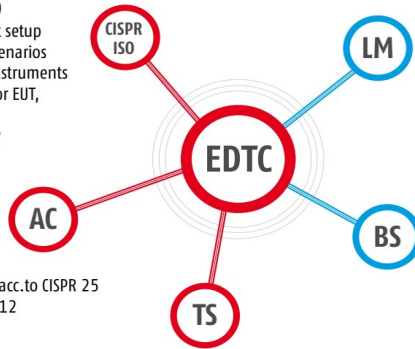 setup
enarios
struments
or EUT,
CISPR
ISO
LM
EDTC
AC
BS
acc.to CISPR 25
12
TS